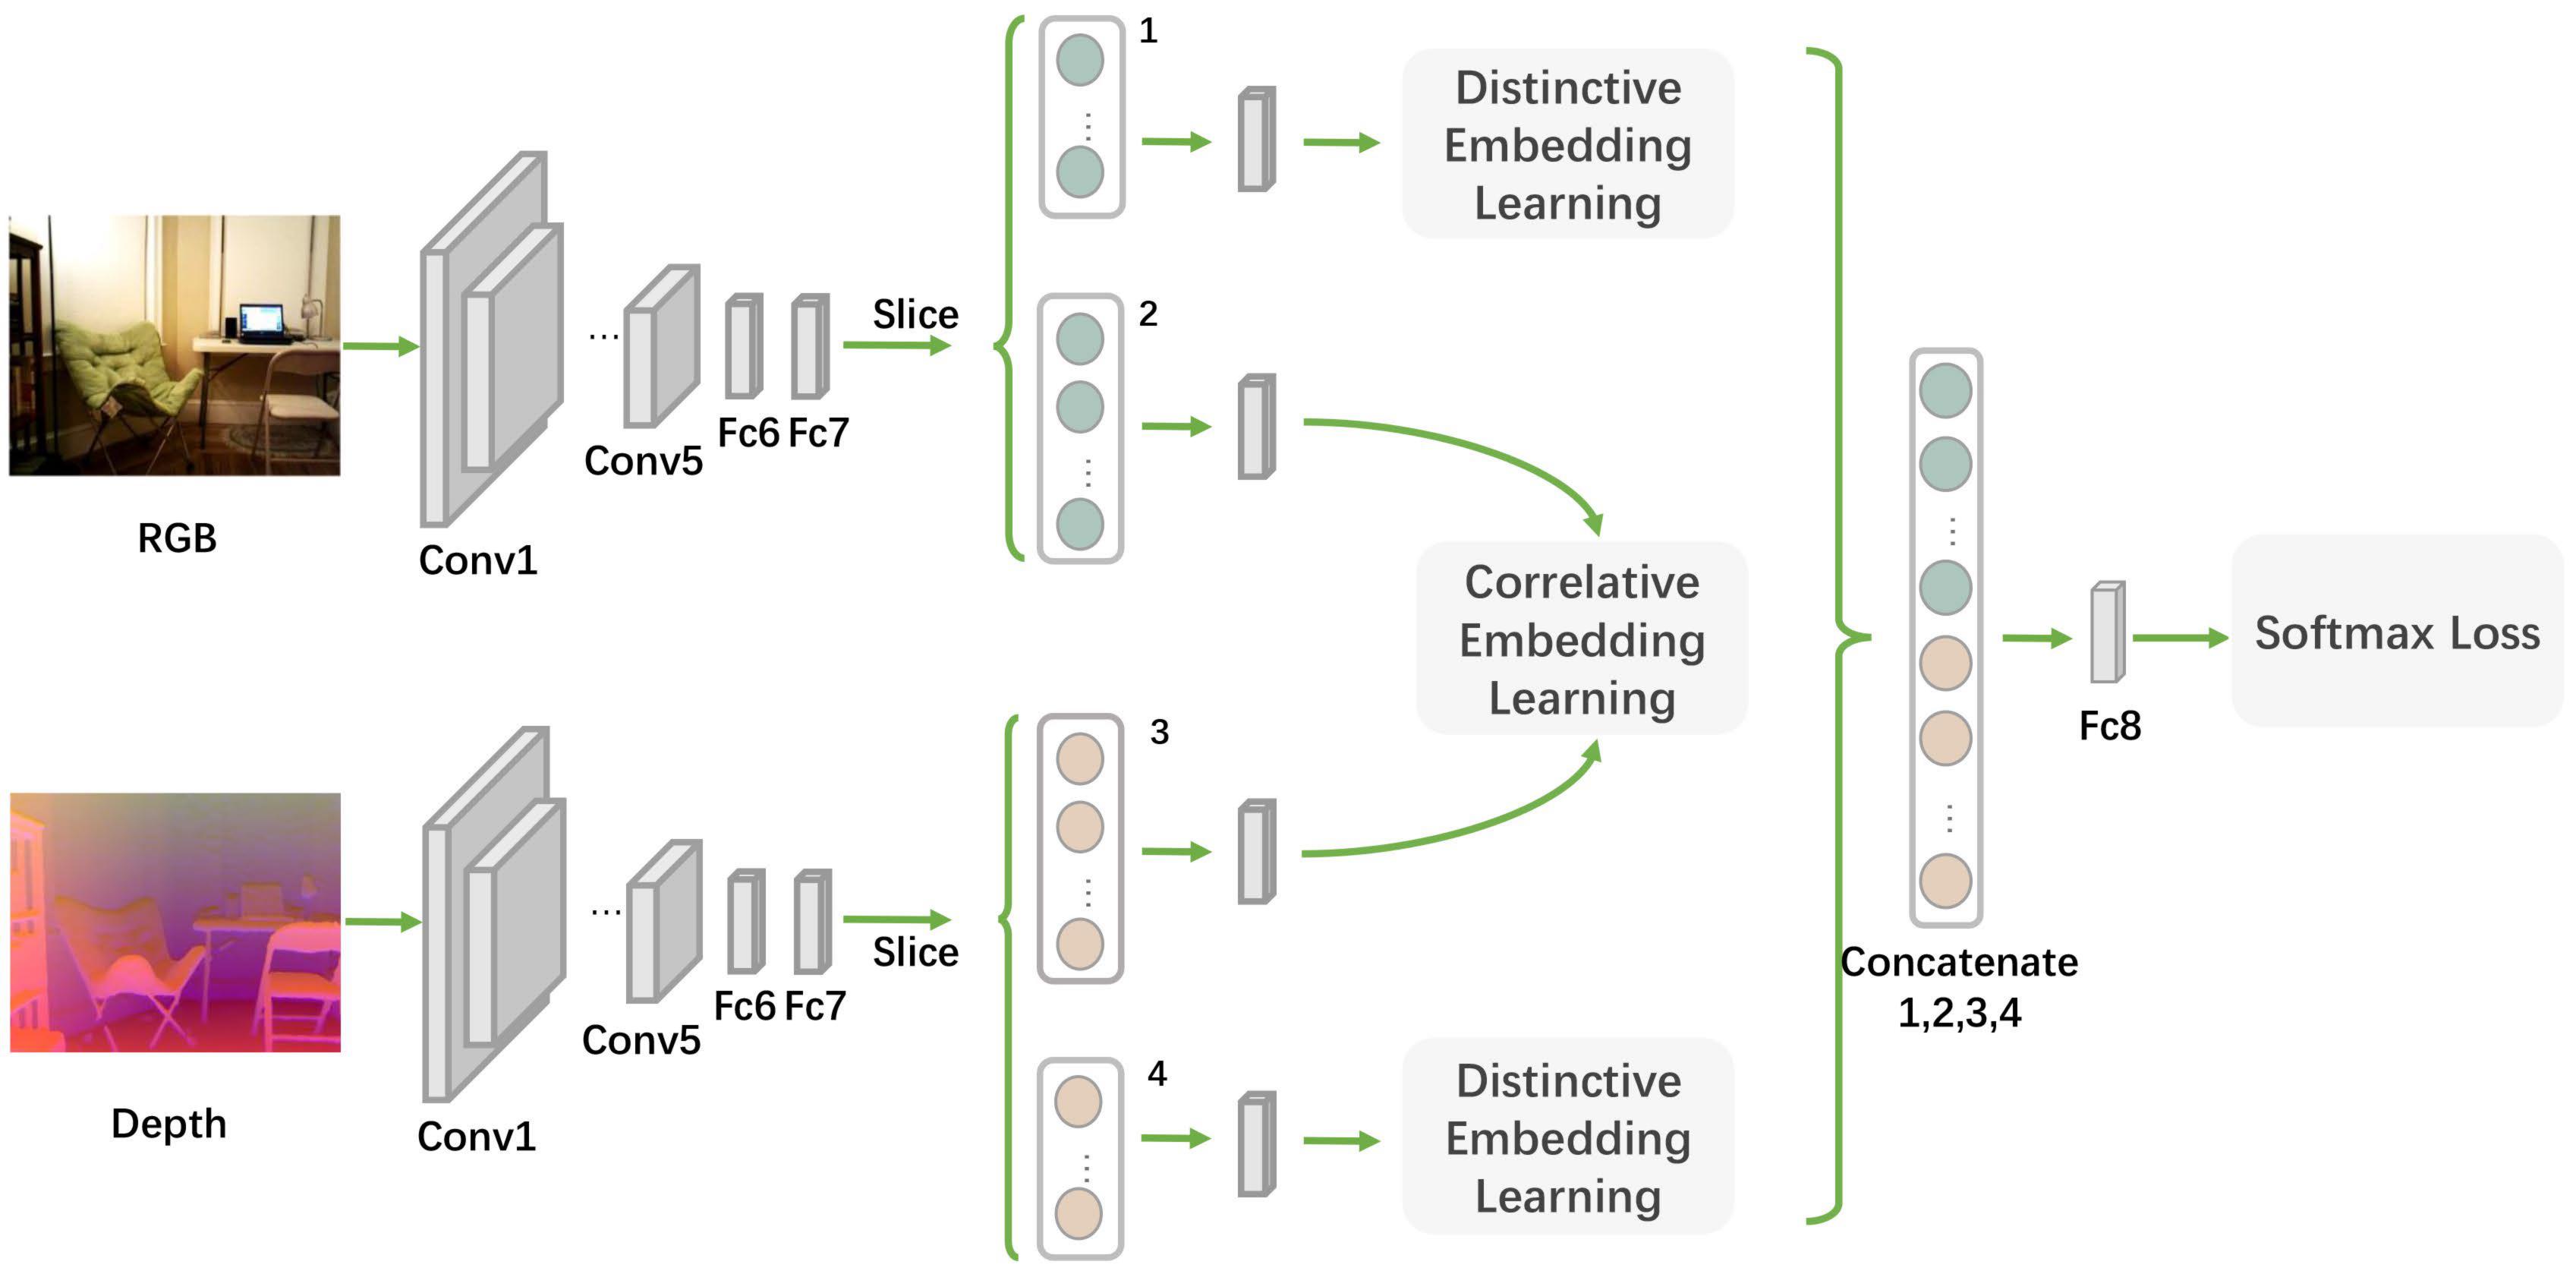 1
Distinctive
Embedding
Learning
Slice
2
Fc6 Fc7
Conv5
RGB
Conv1
Correlative
Embedding
Learning
Softmax Loss
Fc8
3
Slice
Concatenate
1,2,3,4
Fc6 Fc7
Conv5
4
Depth
Conv1
Distinctive
Embedding
Learning